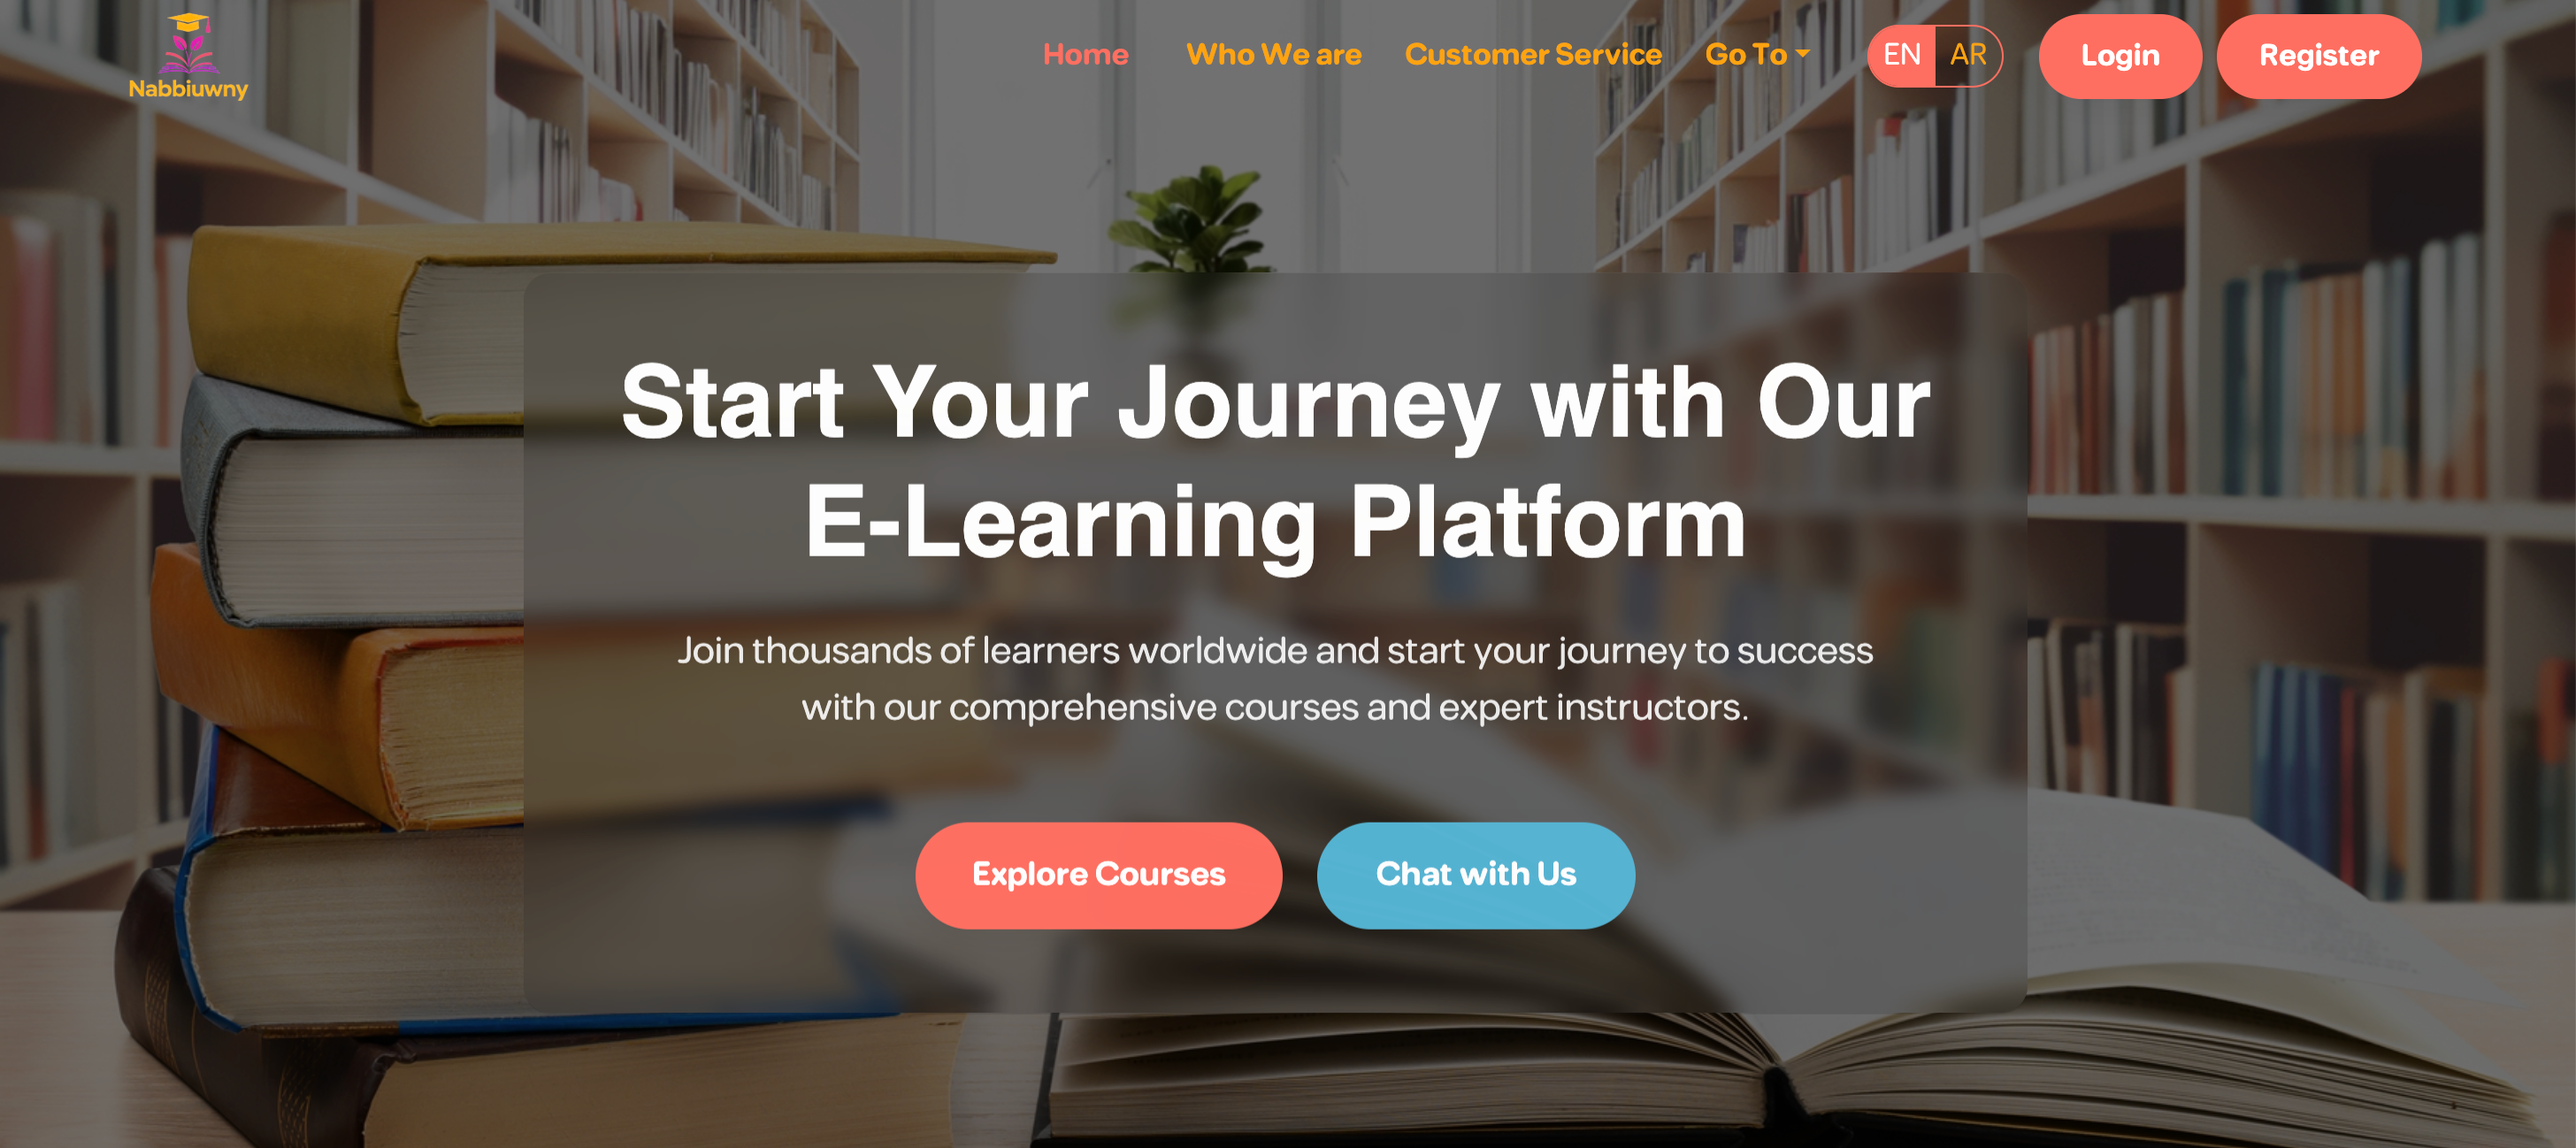 Nabbiuwny
Home
Who We are
Customer Service
Go To
EN
AR
Login
Register
Start Your Journey with Our
E-Learning Platform
Join thousands of learners worldwide and start your journey to success
with our comprehensive courses and expert instructors.
Explore Courses
Chat with Us